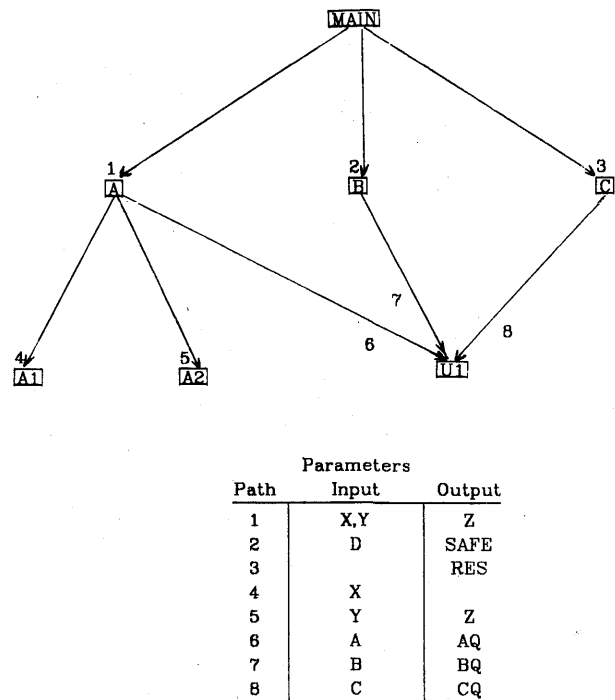 MAIN
1 2 3
A B C
7
6 8
4 5
A1 A2 U1
Parameters
Path Input Output
1 X,Y Z
2 D SAFE
3 RES
4 X
5 Y Z
6 A AQ
7 B BQ
8 C CQ